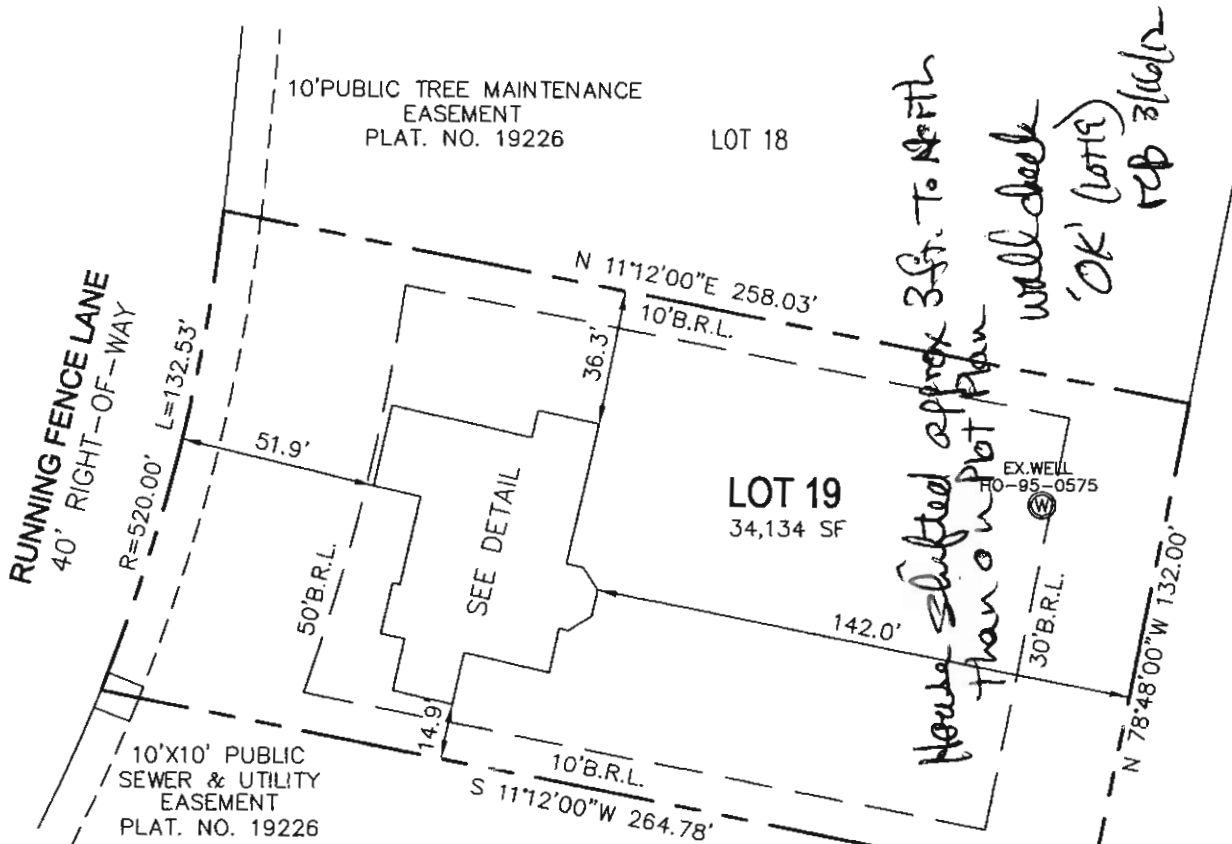 10'PUBLIC TREE MAINTENANCE
EASEMENT
PLAT. NO. 19226
LOT 18
RUNNING FENCE LANE
40' RIGHT-OF-WAY
R=520.00' L=132.53'
N 11°12'00"E 258.03'
10'B.R.L.
36.3'
51.9'
50'B.R.L.
SEE DETAIL
LOT 19
34,134 SF
EX.WELL
HO-95-0575
W
142.0'
30'B.R.L.
N 78°48'00"W 132.00'
14.9'
10'B.R.L.
S 11°12'00"W 264.78'
10'X10' PUBLIC
SEWER & UTILITY
EASEMENT
PLAT. NO. 19226
House Shifted approx 3 ft. To North
than on Plot Plan
wall check
'OK' (Lot 19)
3/16/12